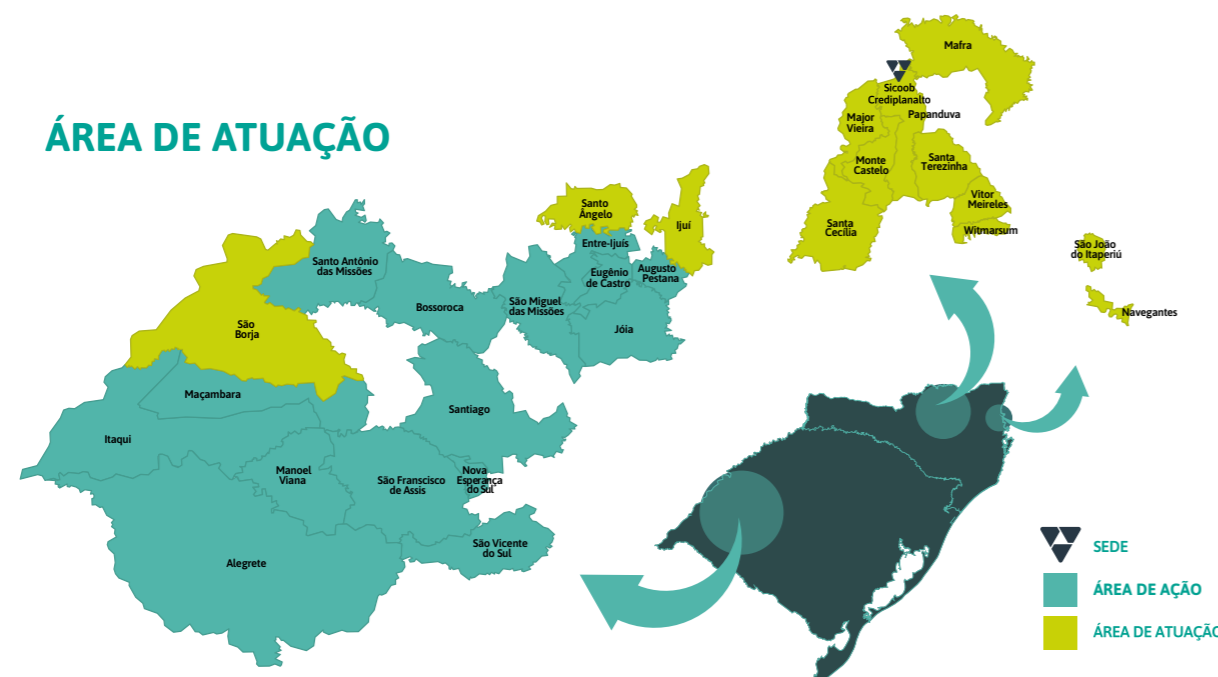 ÁREA DE ATUAÇÃO
Mafra
Sicoob
Crediplanalto
Papanduva
Major
Vieira
Monte
Castelo
Santa
Terezinha
Vitor
Meireles
Witmarsum
Santa
Cecília
São João
do Itaperiú
Navegantes
Santo
Ângelo
Ijuí
Entre-Ijuís
Eugênio
de Castro
Augusto
Pestana
Santo Antônio
das Missões
Bossoroca
São Miguel
das Missões
Jóia
São
Borja
Maçambara
Itaqui
Santiago
Manoel
Viana
São Franscisco
de Assis
Nova
Esperança
do Sul
São Vicente
do Sul
Alegrete
SEDE
ÁREA DE AÇÃO
ÁREA DE ATUAÇÃO